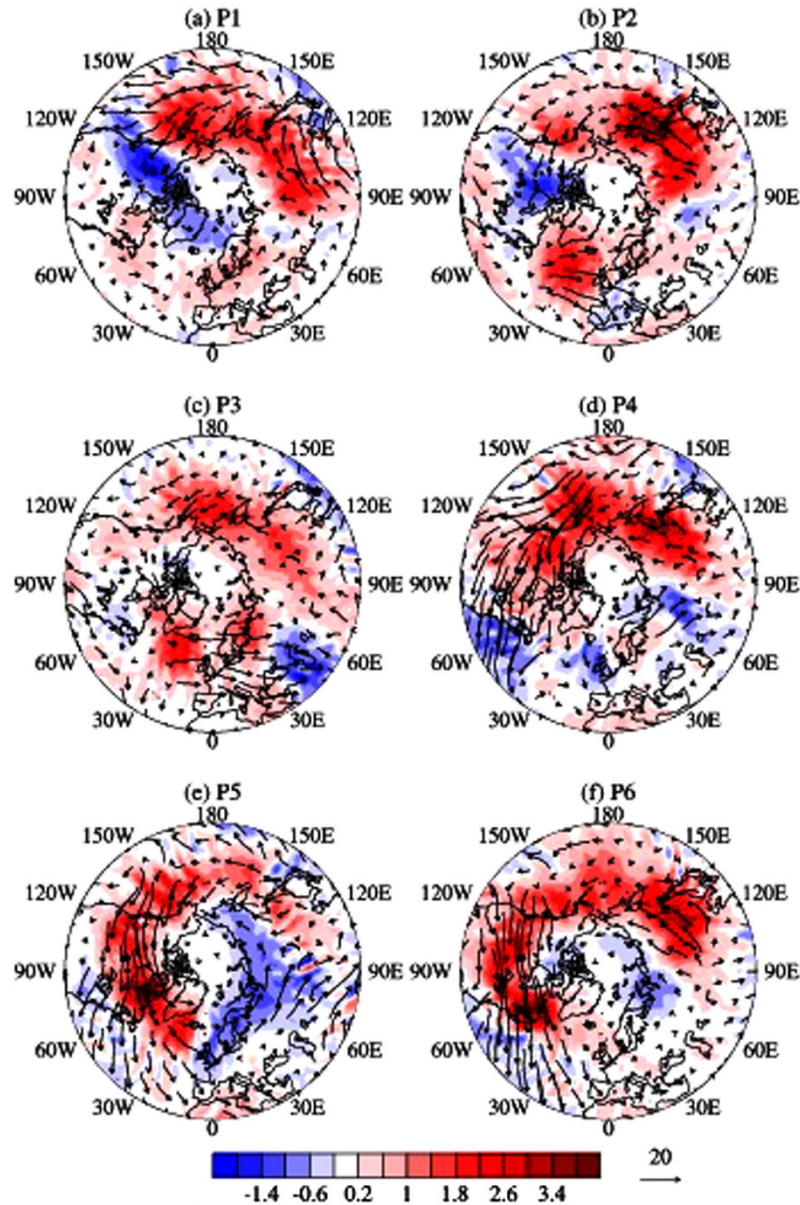 (a) P1 (b) P2
180 180
150W 150E 150W 150E
120W 120E 120W 120E
90W 90E 90W 90E
60W 60E 60W 60E
30W 30E 30W 30E
0 0
(c) P3 (d) P4
180 180
150W 150E 150W 150E
120W 120E 120W 120E
90W 90E 90W 90E
60W 60E 60W 60E
30W 30E 30W 30E
0 0
(e) P5 (f) P6
180 180
150W 150E 150W 150E
120W 120E 120W 120E
90W 90E 90W 90E
60W 60E 60W 60E
30W 30E 30W 30E
0 0
20
-1.4 -0.6 0.2 1 1.8 2.6 3.4